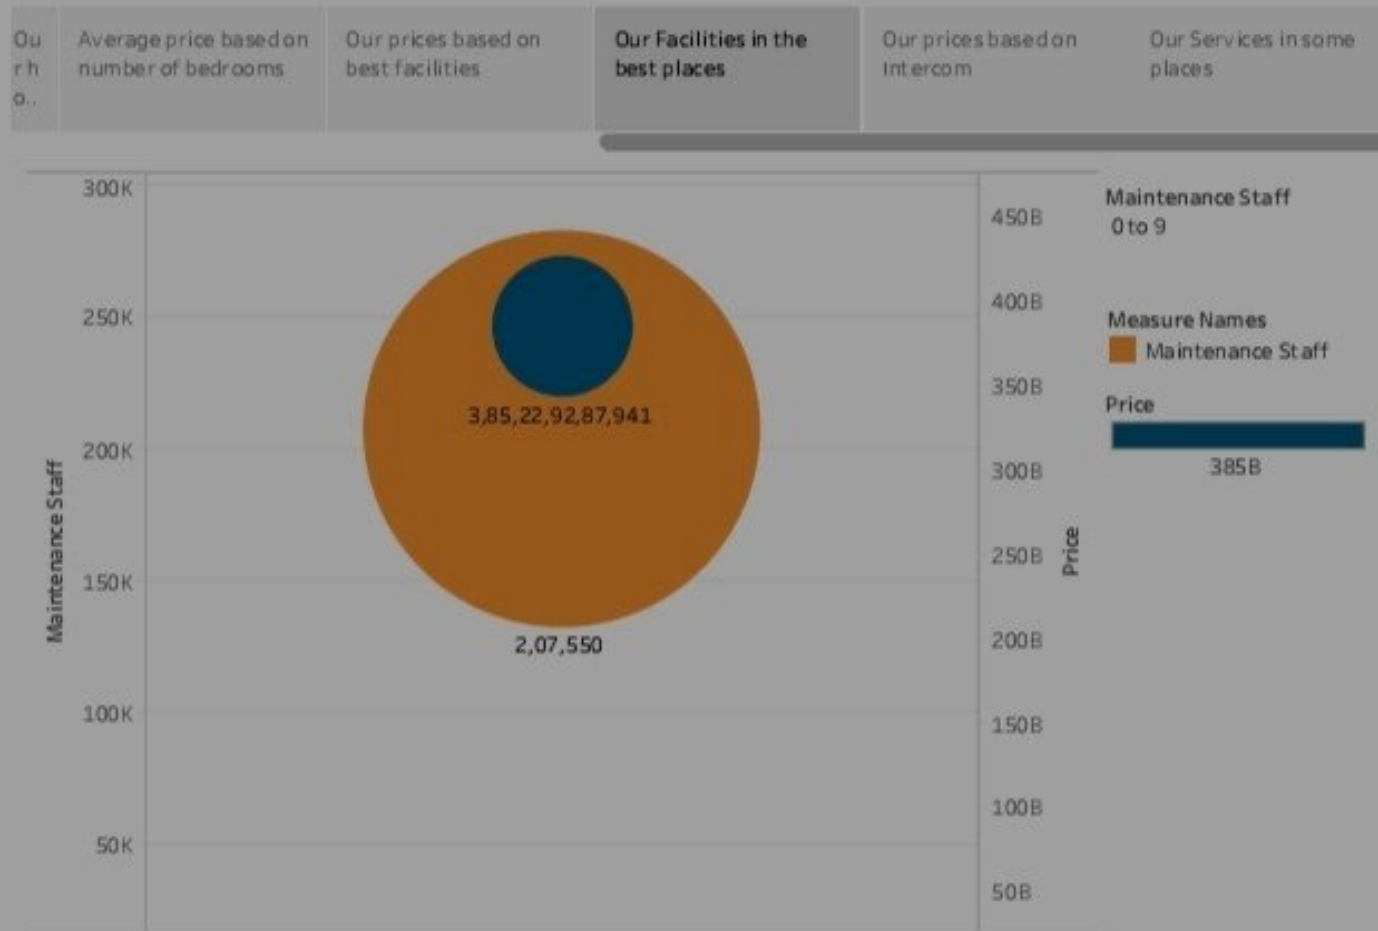 Ou
r h
o..
Average price based on
number of bedrooms
Our prices based on
best facilities
Our Facilities in the
best places
Our prices based on
Intercom
Our Services in some
places
300K
250K
200K
150K
100K
50K
Maintenance Staff
3,85,22,92,87,941
2,07,550
450B
400B
350B
300B
250B
200B
150B
100B
50B
Price
Maintenance Staff
0 to 9
Measure Names
Maintenance Staff
Price
385B